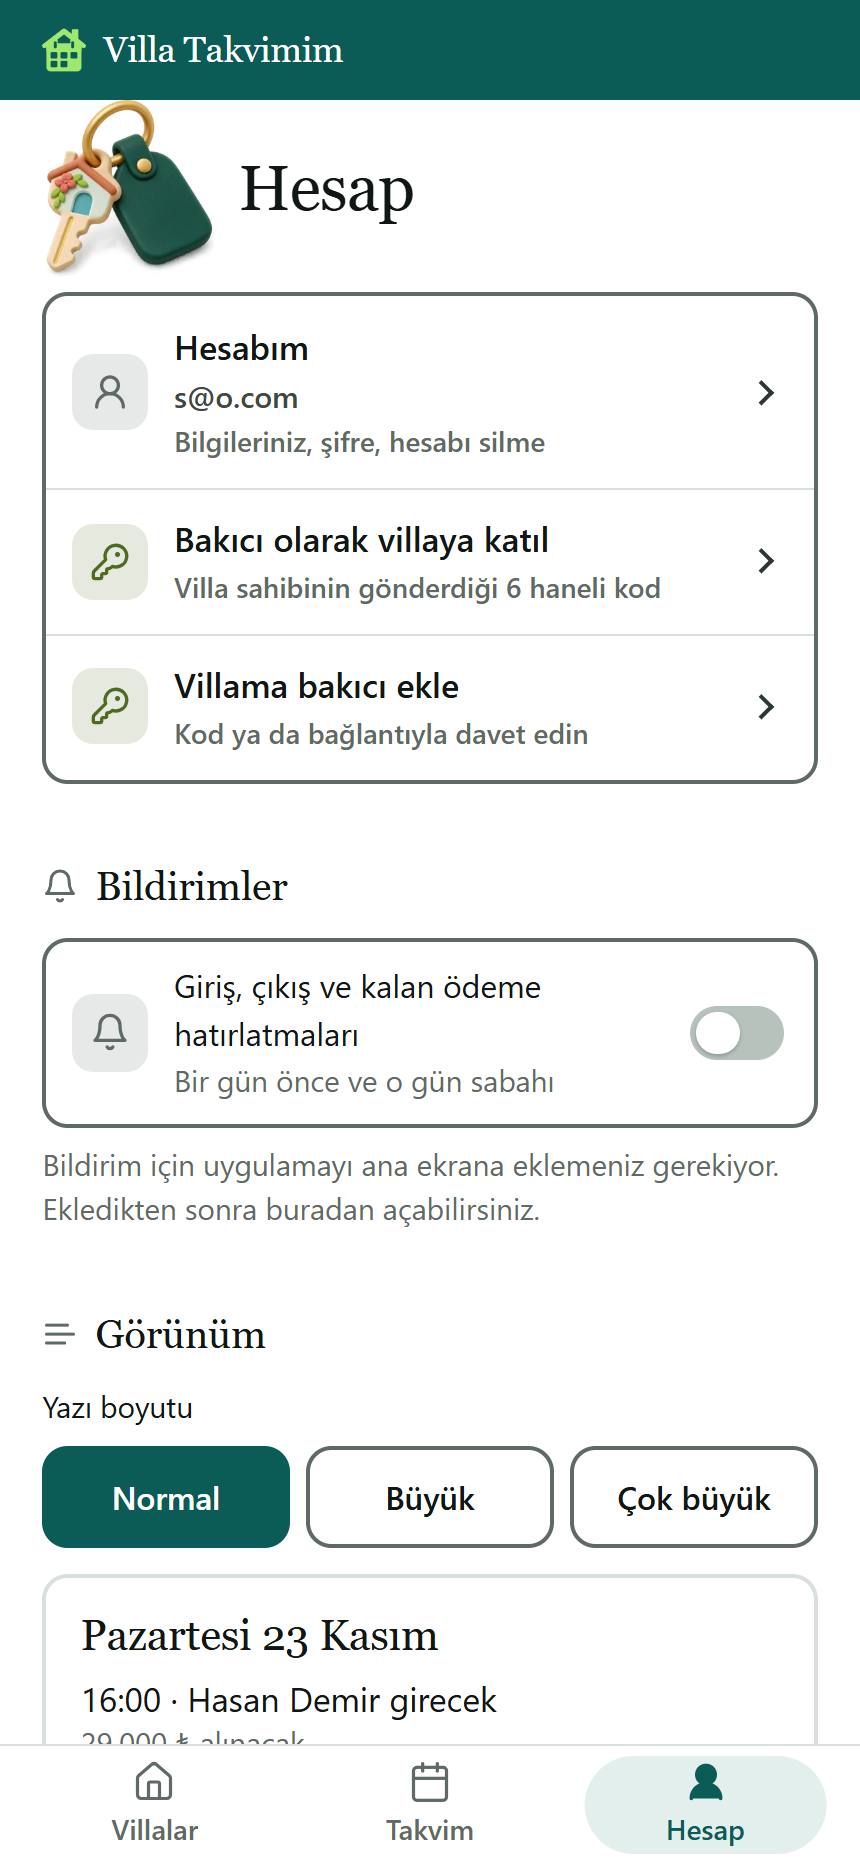 Villa Takvimim
Hesap
Hesabım
s@o.com
Bilgileriniz, şifre, hesabı silme
Bakıcı olarak villaya katıl
Villa sahibinin gönderdiği 6 haneli kod
Villama bakıcı ekle
Kod ya da bağlantıyla davet edin
Bildirimler
Giriş, çıkış ve kalan ödeme
hatırlatmaları
Bir gün önce ve o gün sabahı
Bildirim için uygulamayı ana ekrana eklemeniz gerekiyor.
Ekledikten sonra buradan açabilirsiniz.
Görünüm
Yazı boyutu
Normal
Büyük
Çok büyük
Pazartesi 23 Kasım
16:00 · Hasan Demir girecek
29.000 ₺ alınacak
Villalar
Takvim
Hesap